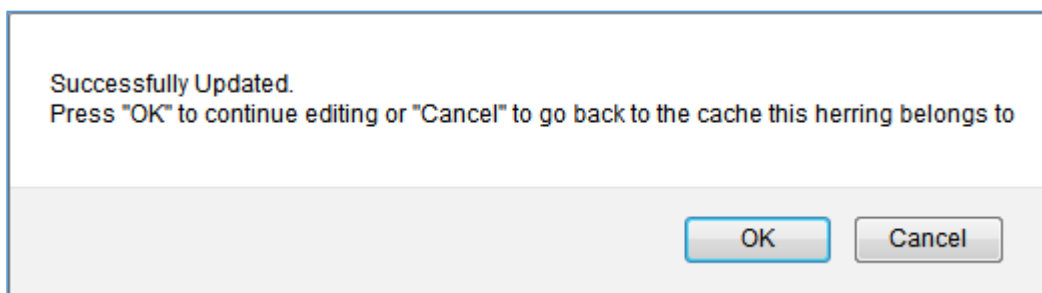 Successfully Updated.
Press "OK" to continue editing or "Cancel" to go back to the cache this herring belongs to
OK
Cancel